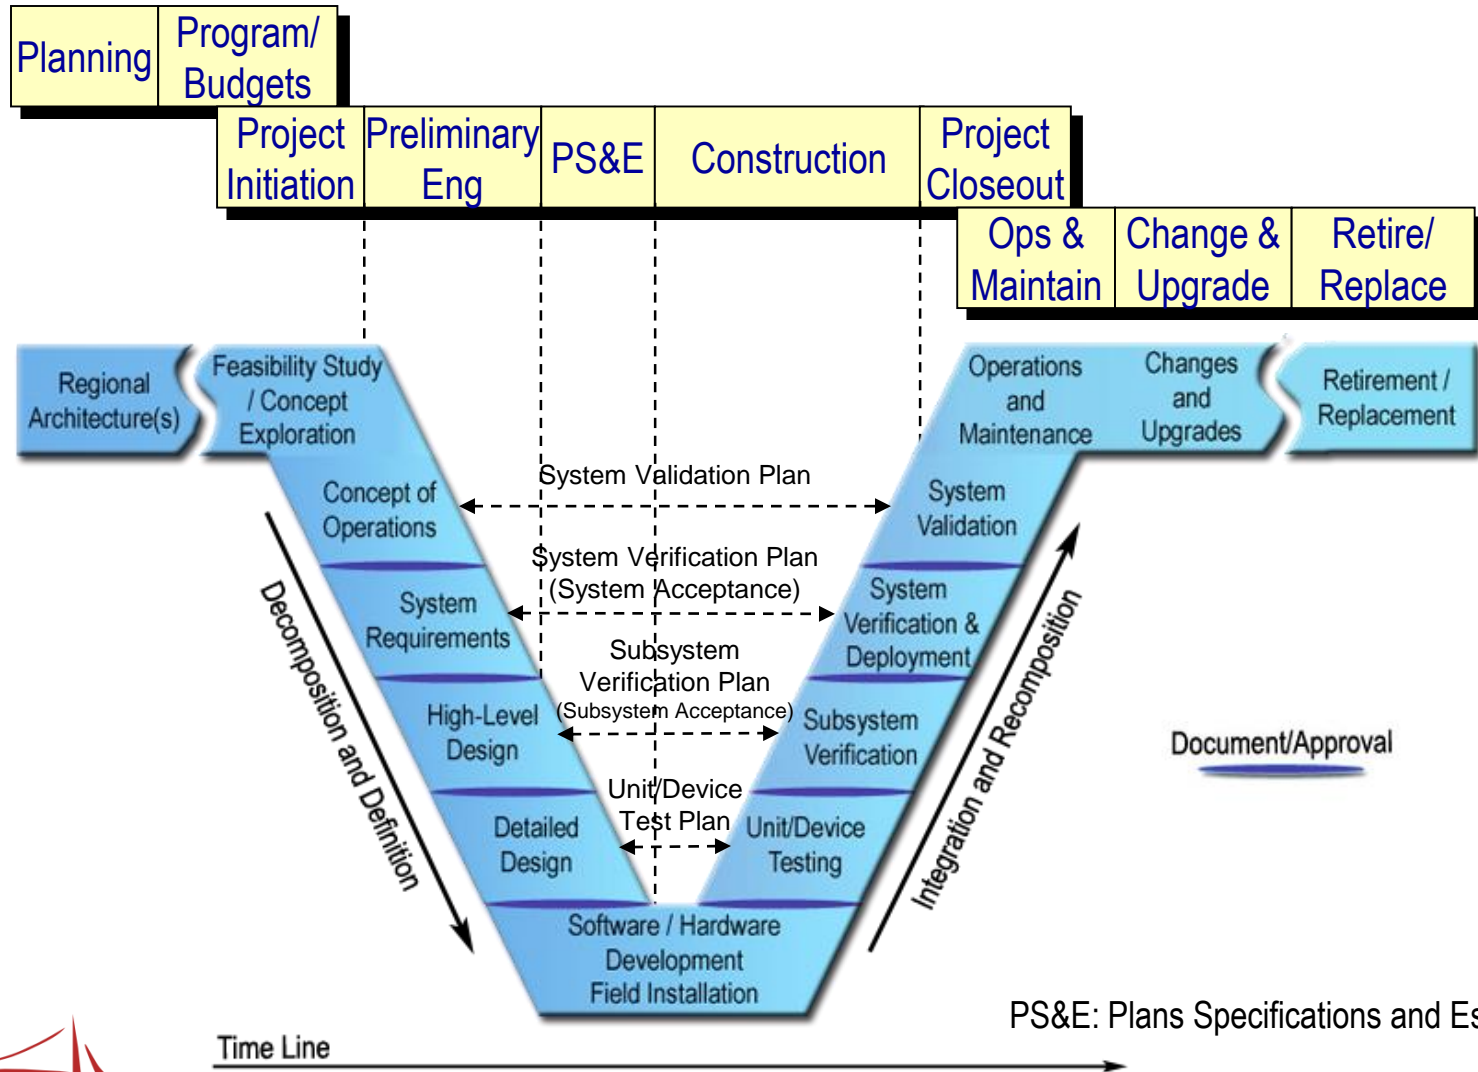 Planning
Program/
Budgets
Project
Initiation
Preliminary
Eng
PS&E
Construction
Project
Closeout
Ops &
Maintain
Change &
Upgrade
Retire/
Replace
Regional
Architecture(s)
Feasibility Study
/ Concept
Exploration
Operations
and
Maintenance
Changes
and
Upgrades
Retirement /
Replacement
Concept of
Operations
System Validation Plan
System
Validation
System
Requirements
System Verification Plan
(System Acceptance)
System
Verification &
Deployment
High-Level
Design
Subsystem
Verification Plan
(Subsystem Acceptance)
Subsystem
Verification
Detailed
Design
Unit/Device
Test Plan
Unit/Device
Testing
Software / Hardware
Development
Field Installation
Decomposition and Definition
Integration and Recomposition
Document/Approval
PS&E: Plans Specifications and Es
Time Line